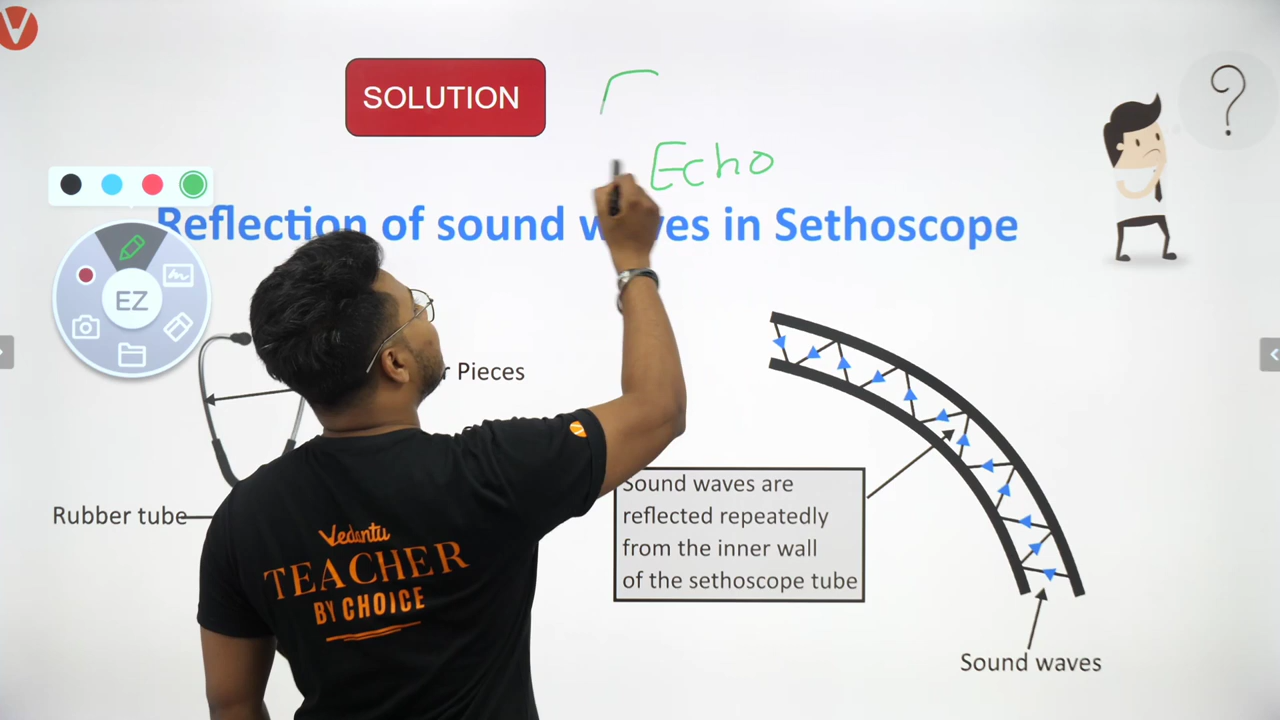 SOLUTION
Echo
Reflection of sound waves in Sethoscope
?
EZ
Pieces
Rubber tube
Sound waves are
reflected repeatedly
from the inner wall
of the sethoscope tube
Sound waves
Vedantu
TEACHER
BY CHOICE